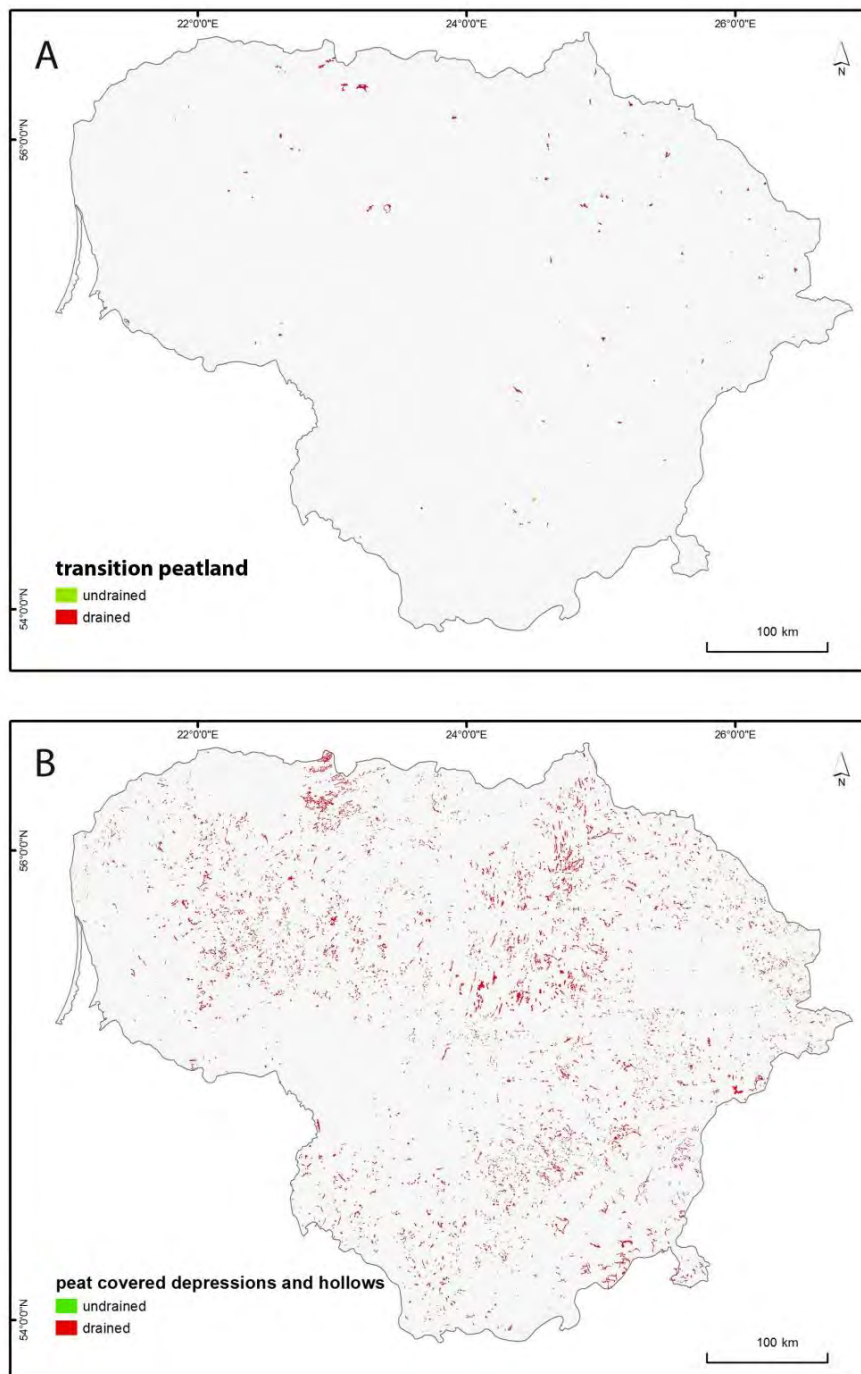 A
22°0'0"E
24°0'0"E
26°0'0"E
N
56°0'0"N
54°0'0"N
transition peatland
undrained
drained
100 km
B
22°0'0"E
24°0'0"E
26°0'0"E
N
56°0'0"N
54°0'0"N
peat covered depressions and hollows
undrained
drained
100 km